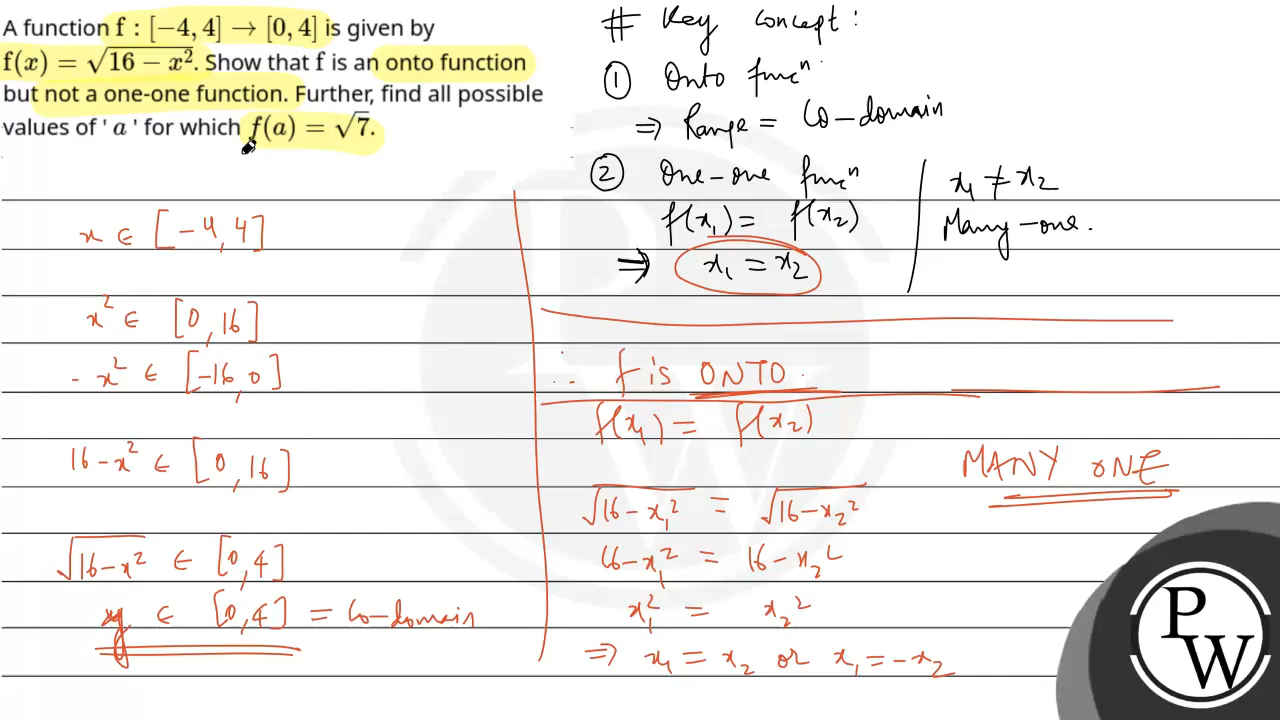 A function f : [−4, 4] → [0, 4] is given by
f(x) = √(16 − x²). Show that f is an onto function
but not a one-one function. Further, find all possible
values of ' a ' for which f(a) = √7.
# Key concept :
① Onto funcⁿ
⇒ Range = Co-domain
② One-one funcⁿ
f(x₁) = f(x₂)
⇒ x₁ = x₂
x₁ ≠ x₂
Many-one.
x ∈ [-4, 4]
x² ∈ [0, 16]
- x² ∈ [-16, 0]
16 - x² ∈ [0, 16]
√(16-x²) ∈ [0, 4]
y ∈ [0, 4] = Co-domain
∴ f is ONTO.
f(x₁) = f(x₂)
√(16-x₁²) = √(16-x₂²)
16-x₁² = 16-x₂²
x₁² = x₂²
⇒ x₁ = x₂ or x₁ = -x₂
MANY ONE
PW